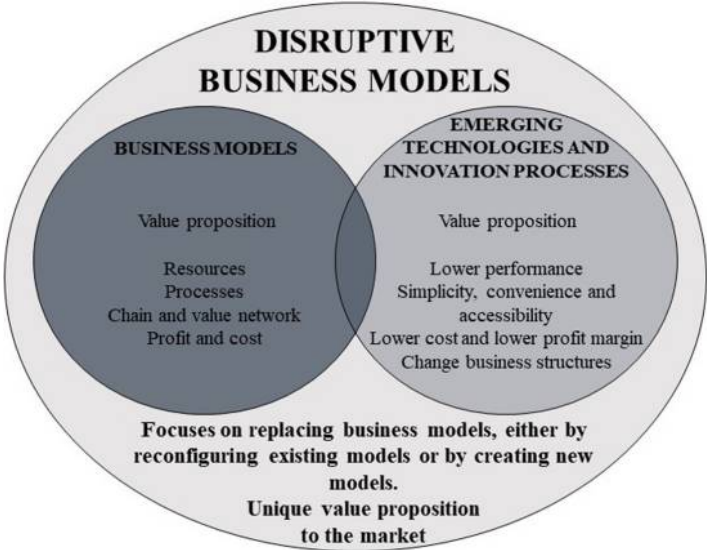 DISRUPTIVE
BUSINESS MODELS
BUSINESS MODELS
Value proposition
Resources
Processes
Chain and value network
Profit and cost
EMERGING
TECHNOLOGIES AND
INNOVATION PROCESSES
Value proposition
Lower performance
Simplicity, convenience and
accessibility
Lower cost and lower profit margin
Change business structures
Focuses on replacing business models, either by
reconfiguring existing models or by creating new
models.
Unique value proposition
to the market